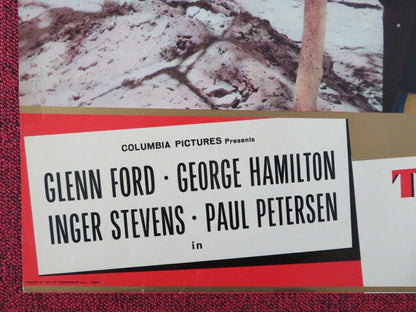 COLUMBIA PICTURES Presents
GLENN FORD · GEORGE HAMILTON
INGER STEVENS · PAUL PETERSEN
in
T